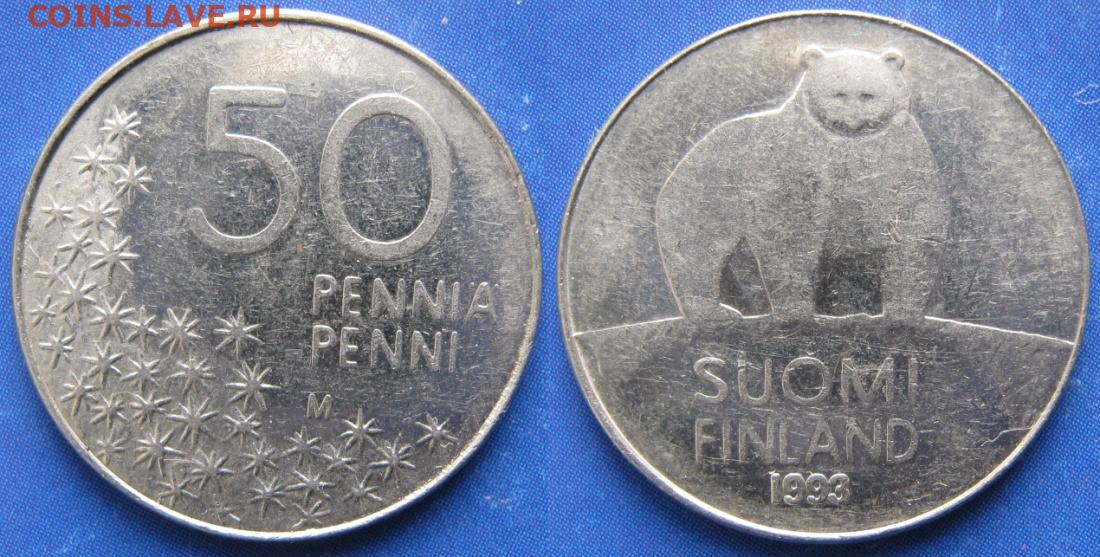 COINS.LAVE.RU
50
PENNIA
PENNI
M
SUOMI
FINLAND
1993